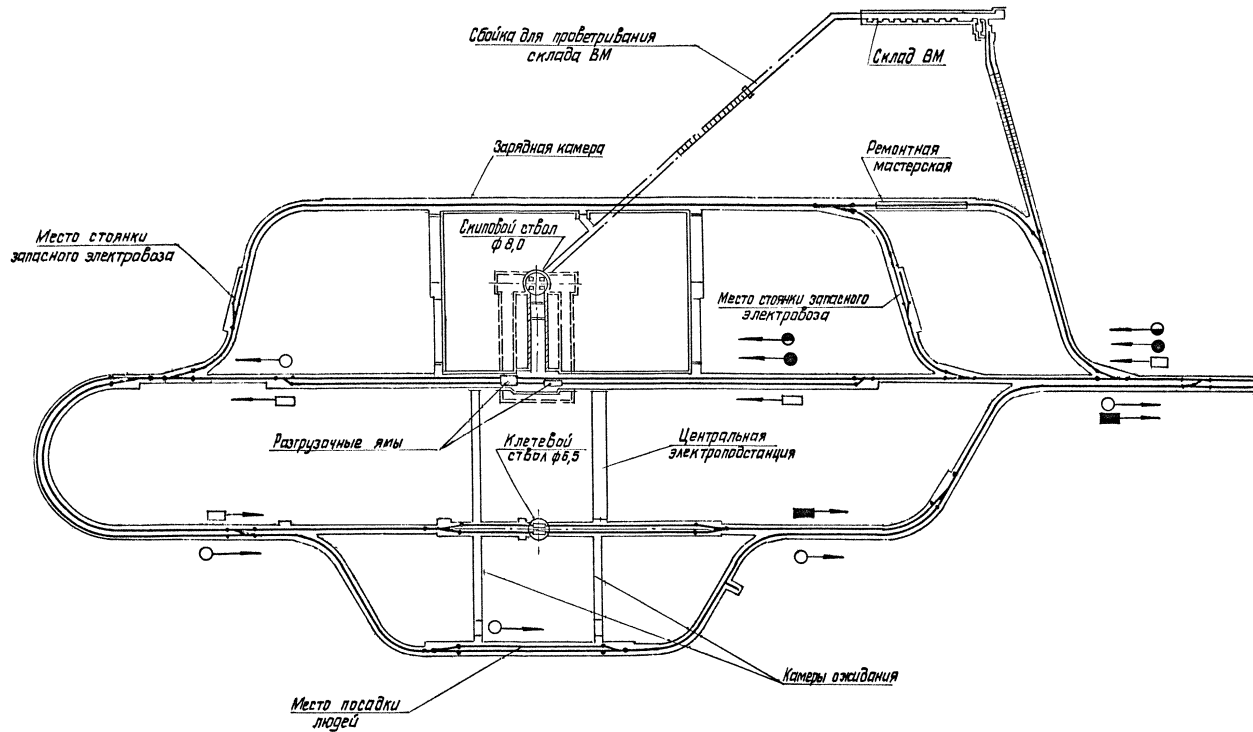 Сбойка для проветривания
склада ВМ
Склад ВМ
Зарядная камера
Ремонтная
мастерская
Скиповой ствол
ф 8,0
Место стоянки
запасного электровоза
Место стоянки запасного
электровоза
Разгрузочные ямы
Клетевой
ствол ф6,5
Центральная
электроподстанция
Камеры ожидания
Место посадки
людей